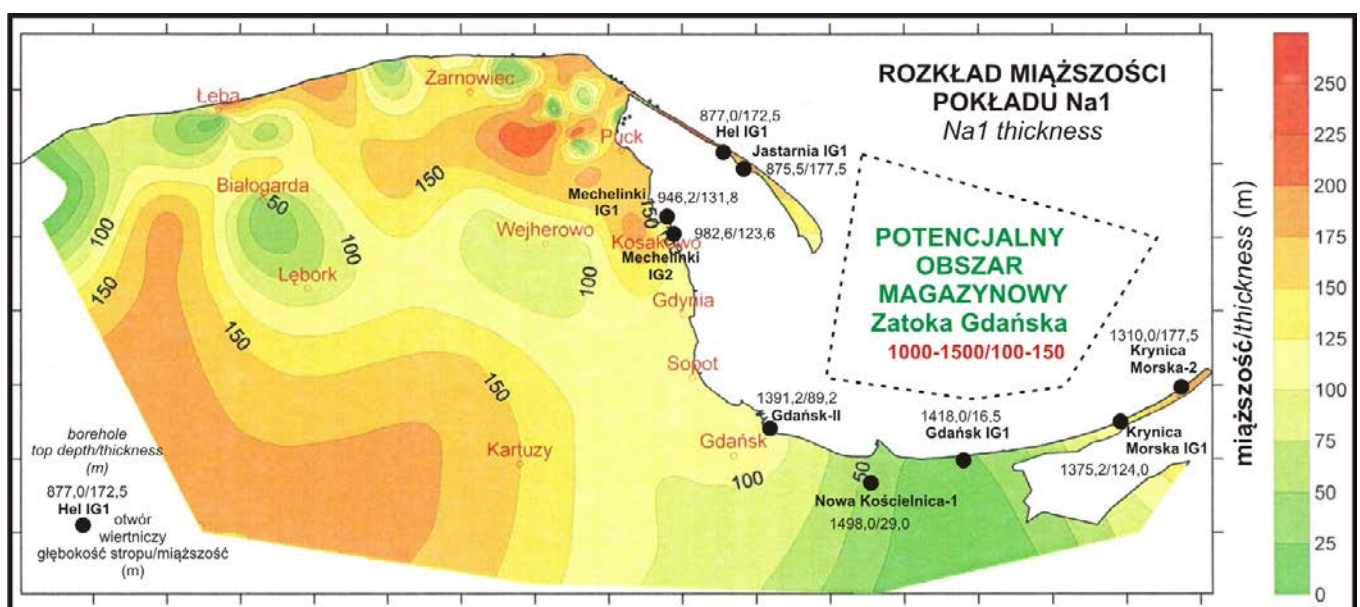 ROZKŁAD MIĄŻSZOŚCI
POKŁADU Na1
Na1 thickness
Łeba
Żarnowiec
Puck
877,0/172,5
Hel IG1
Jastarnia IG1
875,5/177,5
Białogarda
50
150
100
Mechelinki
IG1
946,2/131,8
150
982,6/123,6
Wejherowo
Kosakowo
Mechelinki
IG2
100
Lębork
100
150
Gdynia
POTENCJALNY
OBSZAR
MAGAZYNOWY
Zatoka Gdańska
1000-1500/100-150
150
Sopot
150
1310,0/177,5
Krynica
Morska-2
1391,2/89,2
Gdańsk-II
1418,0/16,5
Gdańsk IG1
Krynica
Morska IG1
1375,2/124,0
Kartuzy
Gdańsk
100
50
Nowa Kościelnica-1
1498,0/29,0
borehole
top depth/thickness
(m)
877,0/172,5
Hel IG1
otwór
wiertniczy
głębokość stropu/miąższość
(m)
miąższość/thickness (m)
250
225
200
175
150
125
100
75
50
25
0